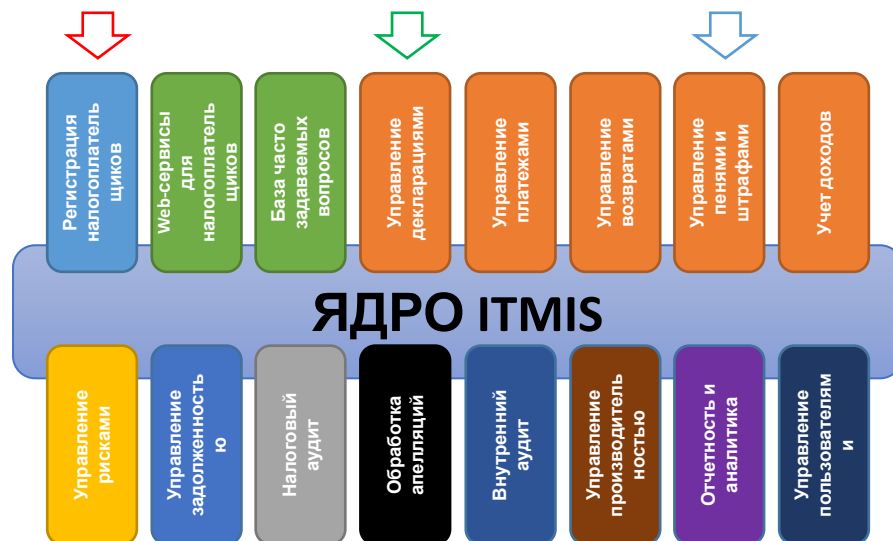 Регистрация
налогоплатель
щиков
Web-сервисы
для
налогоплатель
щиков
База часто
задаваемых
вопросов
Управление
декларациями
Управление
платежами
Управление
возвратами
Управление
пенями и
штрафами
Учет доходов
ЯДРО ITMIS
Управление
рисками
Управление
задолженность
ю
Налоговый
аудит
Обработка
апелляций
Внутренний
аудит
Управление
производитель
ностью
Отчетность и
аналитика
Управление
пользователям
и